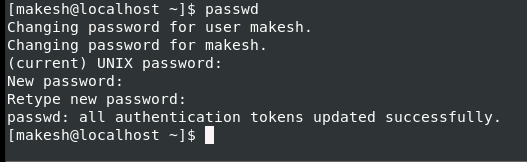 [makesh@localhost ~]$ passwd
Changing password for user makesh.
Changing password for makesh.
(current) UNIX password:
New password:
Retype new password:
passwd: all authentication tokens updated successfully.
[makesh@localhost ~]$